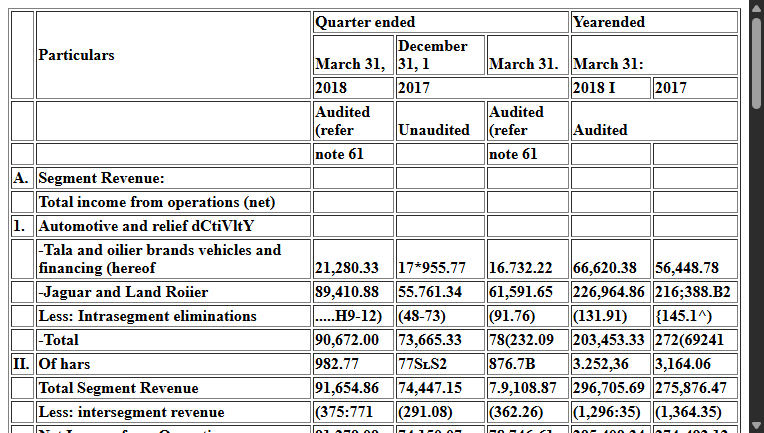 Quarter ended Yearended
Particulars
March 31, December 31, 1 March 31. March 31:
2018 2017 2018 I 2017
Audited (refer Unaudited Audited (refer Audited
note 61 note 61
A. Segment Revenue:
Total income from operations (net)
1. Automotive and relief dCtiVltY
-Tala and oilier brands vehicles and
financing (hereof 21,280.33 17*955.77 16.732.22 66,620.38 56,448.78
-Jaguar and Land Roiier 89,410.88 55.761.34 61,591.65 226,964.86 216;388.B2
Less: Intrasegment eliminations .....H9-12) (48-73) (91.76) (131.91) {145.1^)
-Total 90,672.00 73,665.33 78(232.09 203,453.33 272(69241
II. Of hars 982.77 77SʟS2 876.7B 3.252,36 3,164.06
Total Segment Revenue 91,654.86 74,447.15 7.9,108.87 296,705.69 275,876.47
Less: intersegment revenue (375:771 (291.08) (362.26) (1,296:35) (1,364.35)